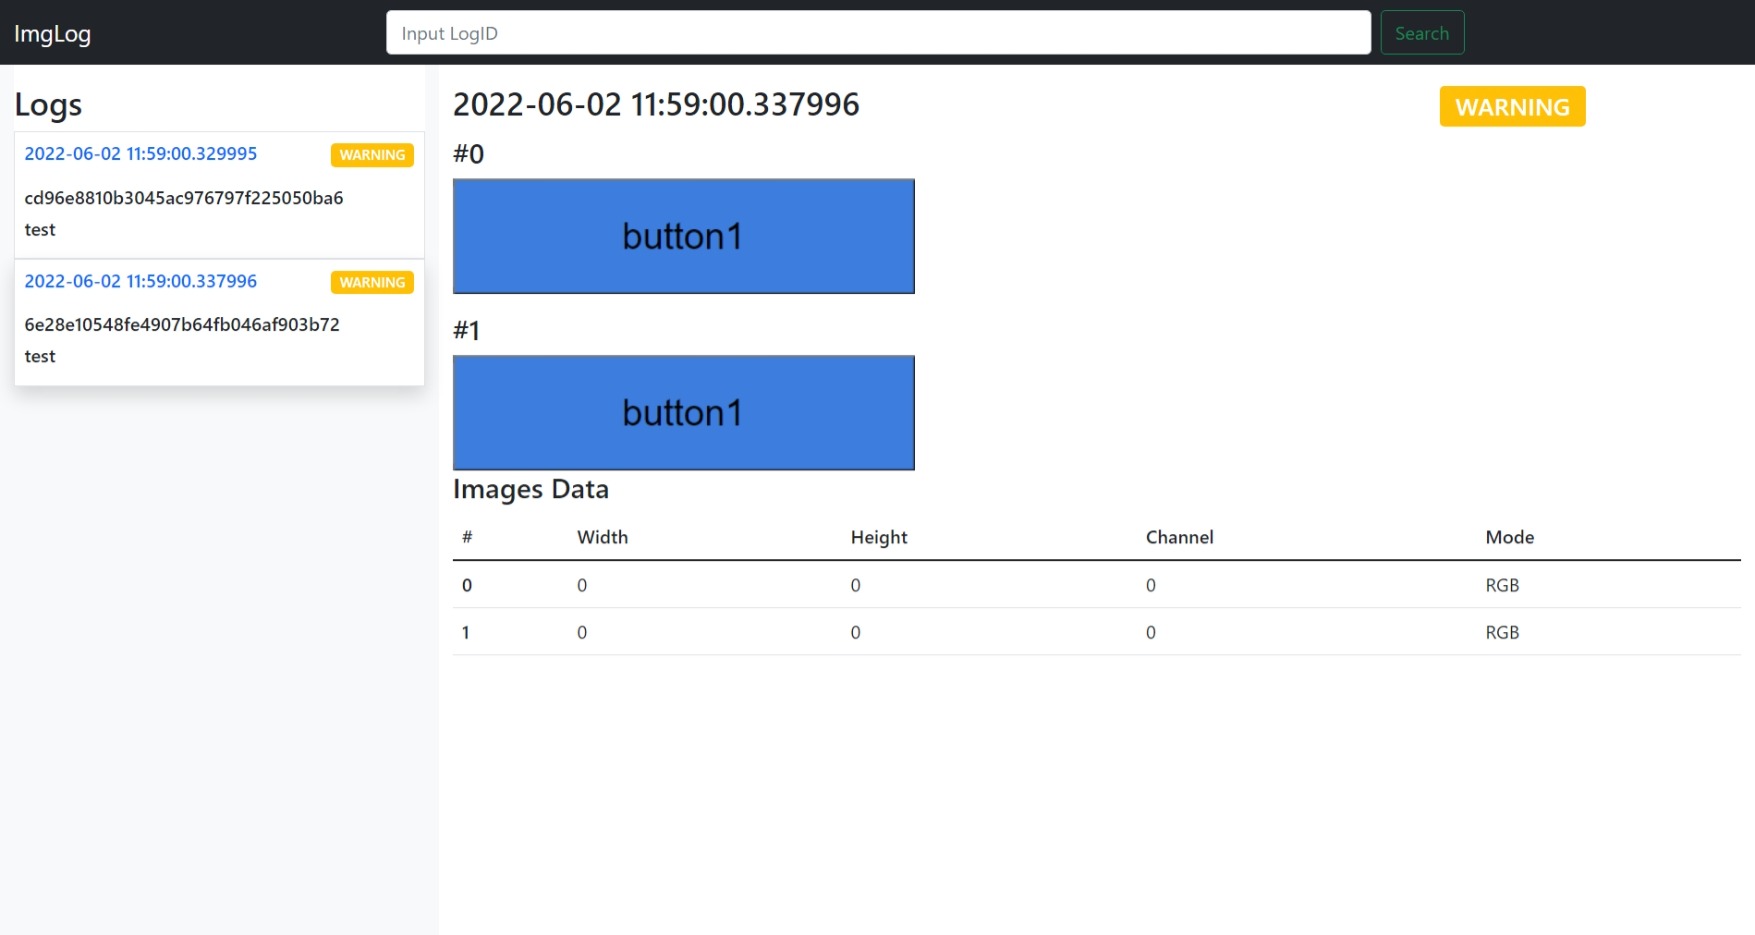 ImgLog
Input LogID
Search
Logs
2022-06-02 11:59:00.329995
WARNING
cd96e8810b3045ac976797f225050ba6
test
2022-06-02 11:59:00.337996
WARNING
6e28e10548fe4907b64fb046af903b72
test
2022-06-02 11:59:00.337996
WARNING
#0
button1
#1
button1
Images Data
# Width Height Channel Mode
0 0 0 0 RGB
1 0 0 0 RGB